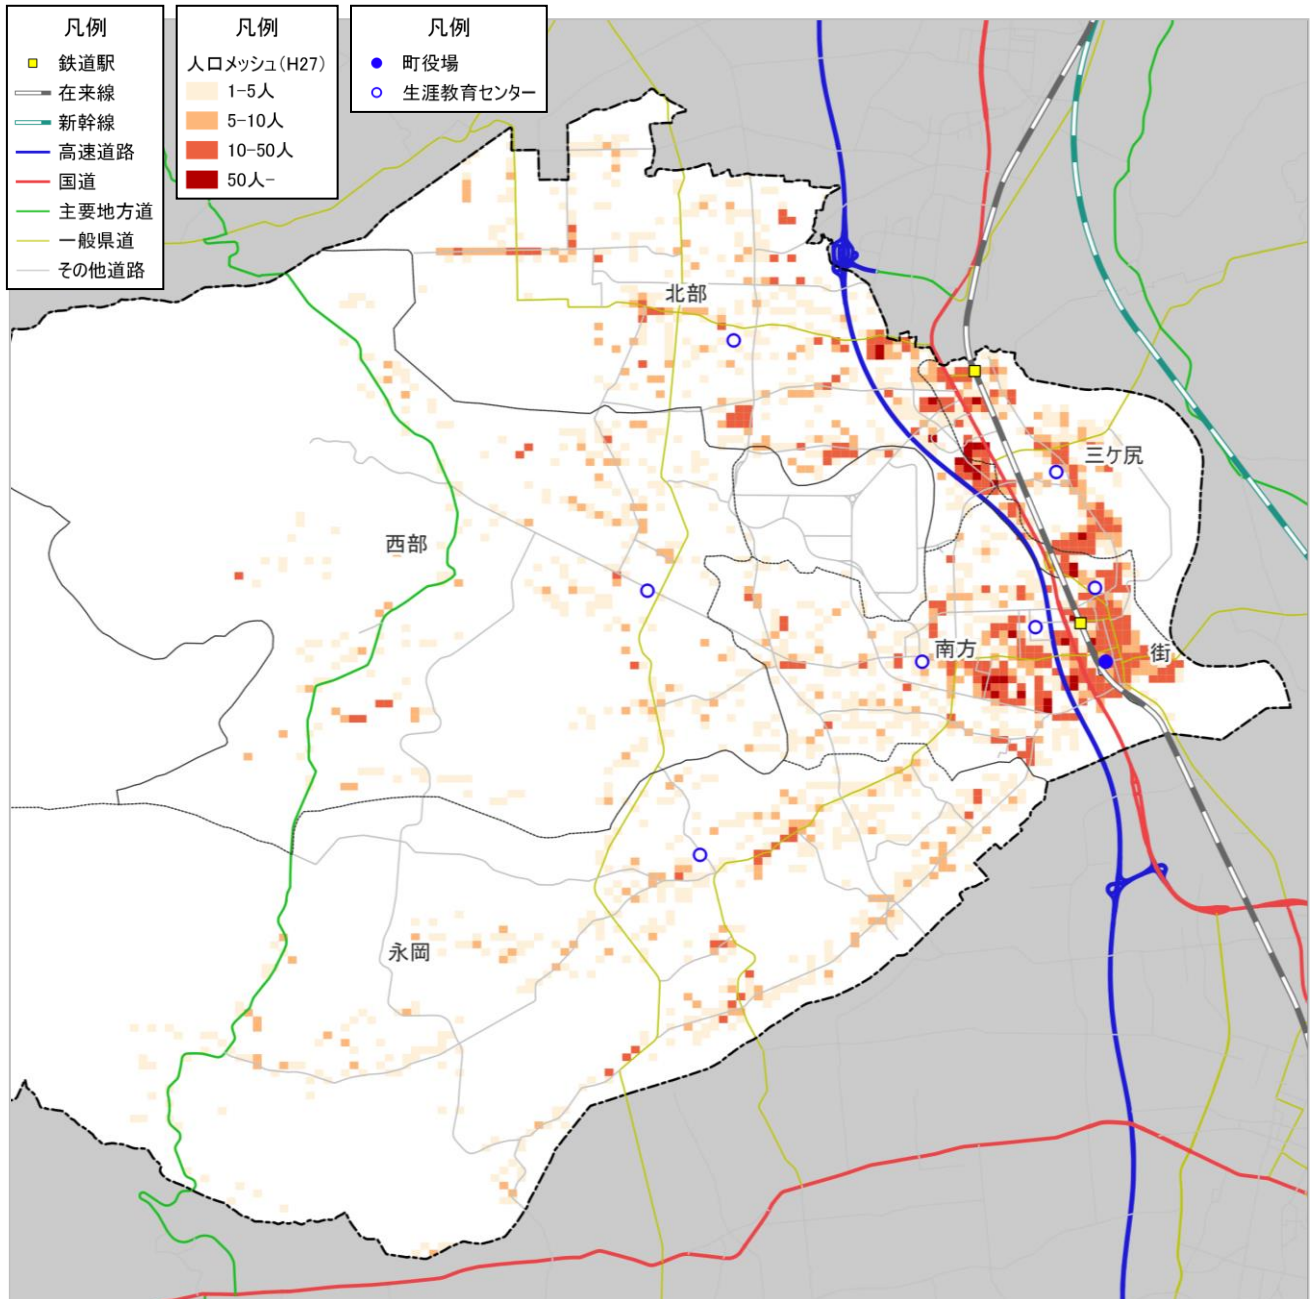 凡例
鉄道駅
在来線
新幹線
高速道路
国道
主要地方道
一般県道
その他道路
凡例
人口メッシュ(H27)
1-5人
5-10人
10-50人
50人-
凡例
町役場
生涯教育センター
北部
三ケ尻
西部
南方
街
永岡